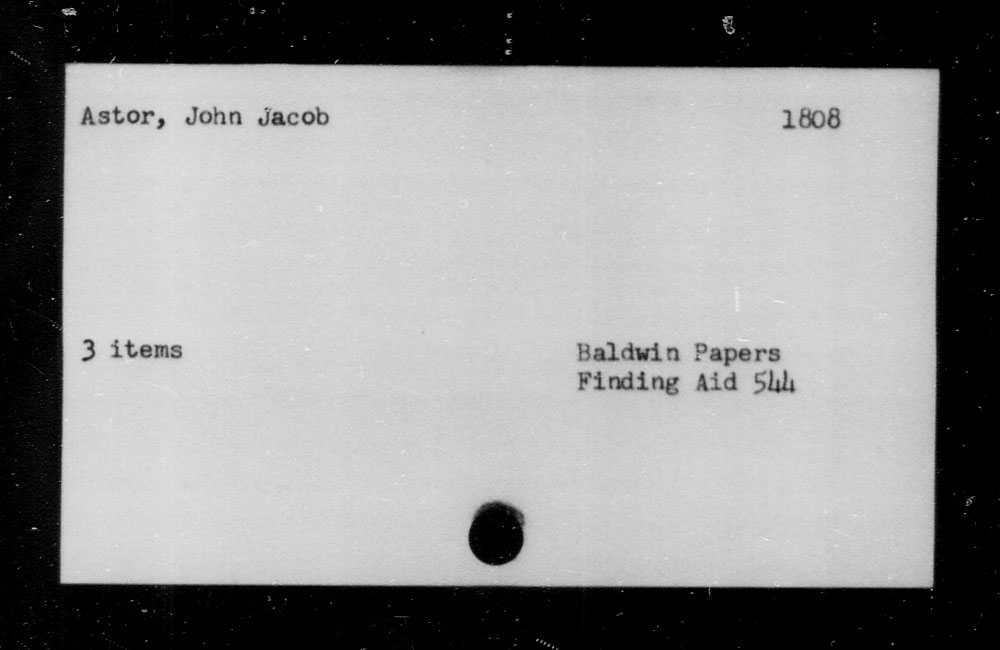 Astor, John Jacob 1808
3 items Baldwin Papers
Finding Aid 544